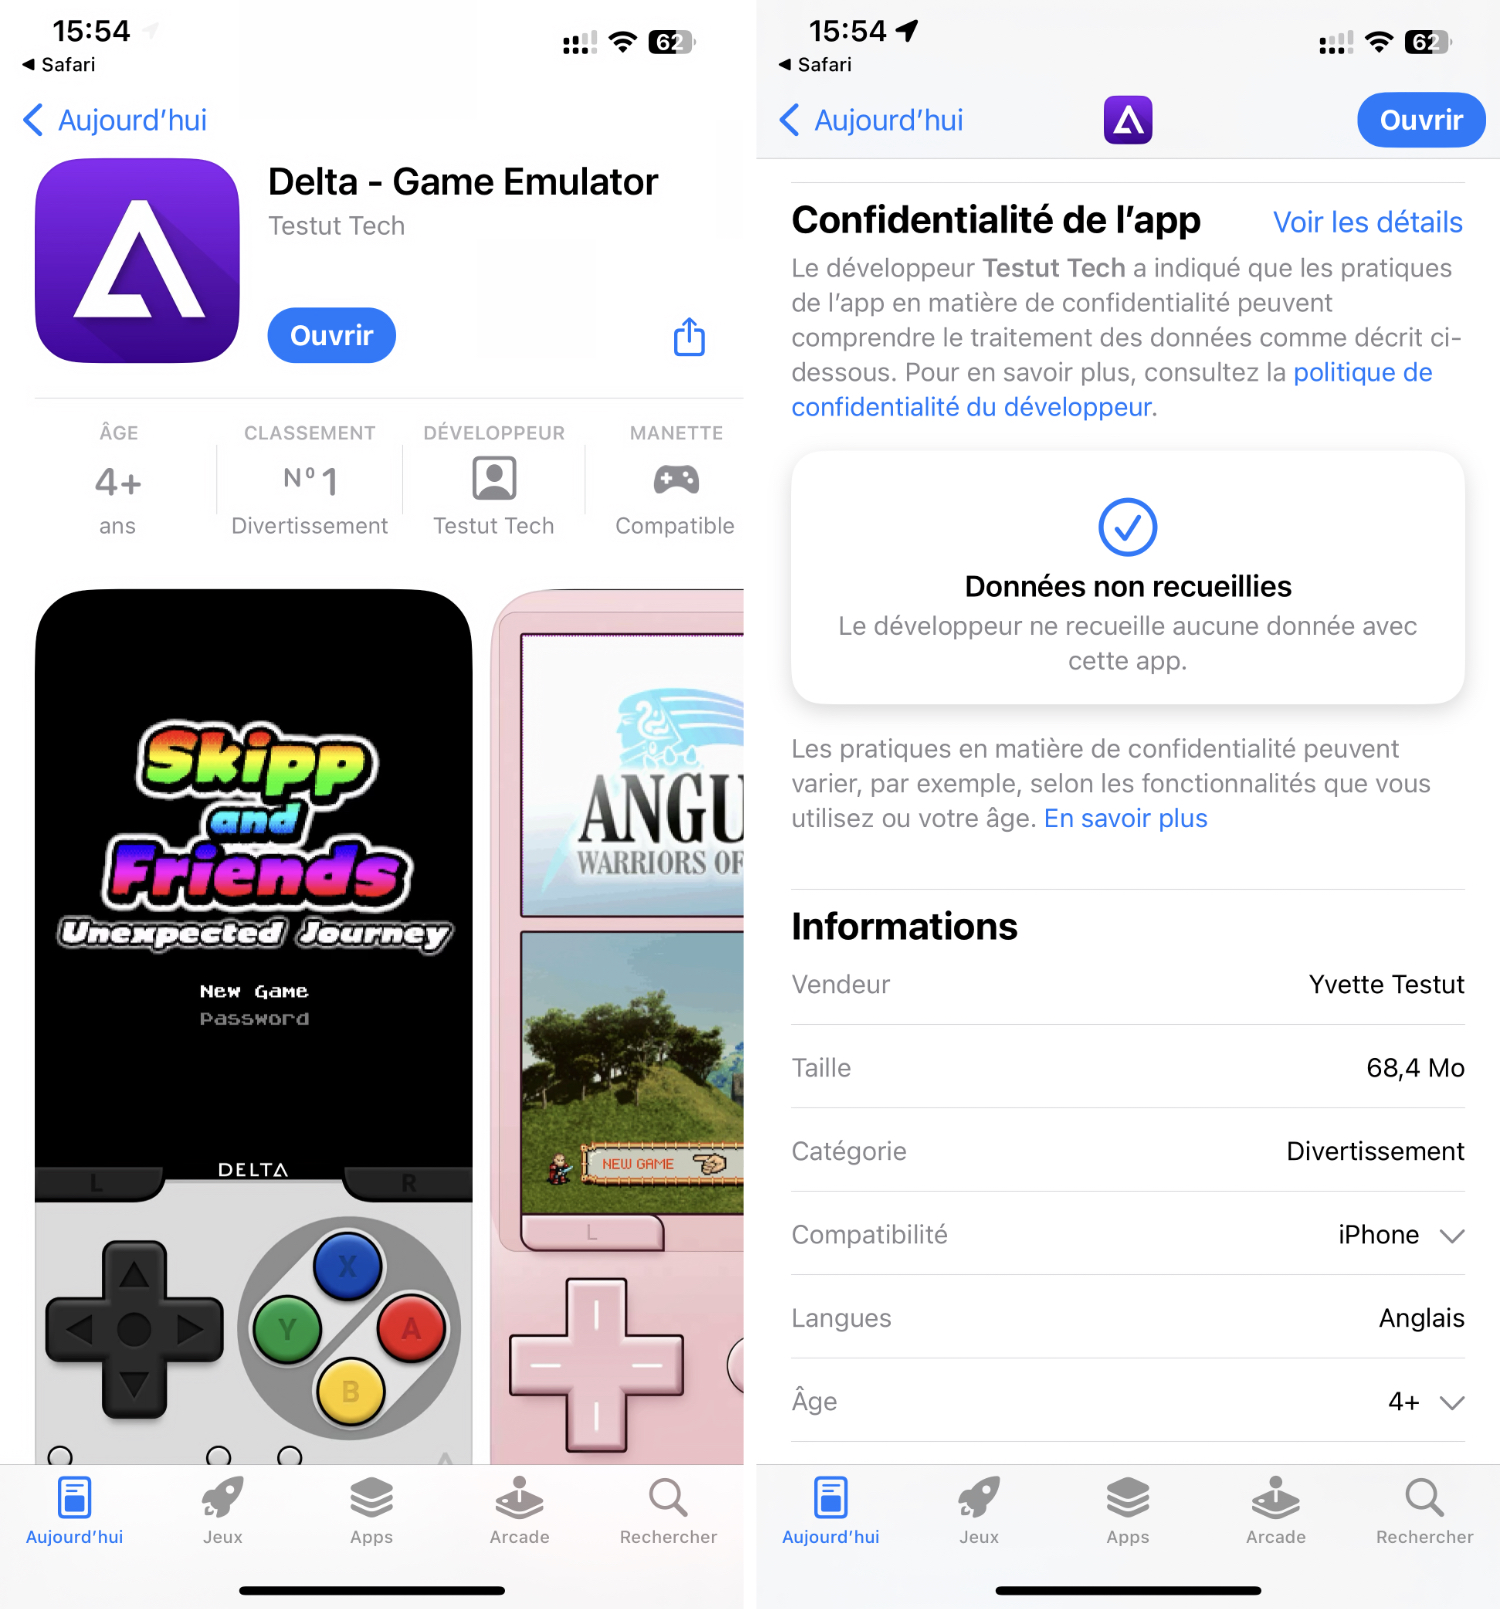 15:54
62
◀ Safari
Aujourd’hui
Delta - Game Emulator
Testut Tech
Ouvrir
ÂGE
4+
ans
CLASSEMENT
Nº 1
Divertissement
DÉVELOPPEUR
Testut Tech
MANETTE
Compatible
Skipp
and
Friends
Unexpected Journey
New Game
Password
L
DELTA
R
X
Y
A
B
ANGU
WARRIORS OF
NEW GAME
L
Aujourd’hui
Jeux
Apps
Arcade
Rechercher
15:54
62
◀ Safari
Aujourd’hui
Ouvrir
Confidentialité de l’app
Voir les détails
Le développeur Testut Tech a indiqué que les pratiques
de l’app en matière de confidentialité peuvent
comprendre le traitement des données comme décrit ci-
dessous. Pour en savoir plus, consultez la politique de
confidentialité du développeur.
Données non recueillies
Le développeur ne recueille aucune donnée avec
cette app.
Les pratiques en matière de confidentialité peuvent
varier, par exemple, selon les fonctionnalités que vous
utilisez ou votre âge. En savoir plus
Informations
Vendeur
Yvette Testut
Taille
68,4 Mo
Catégorie
Divertissement
Compatibilité
iPhone
Langues
Anglais
Âge
4+
Aujourd’hui
Jeux
Apps
Arcade
Rechercher